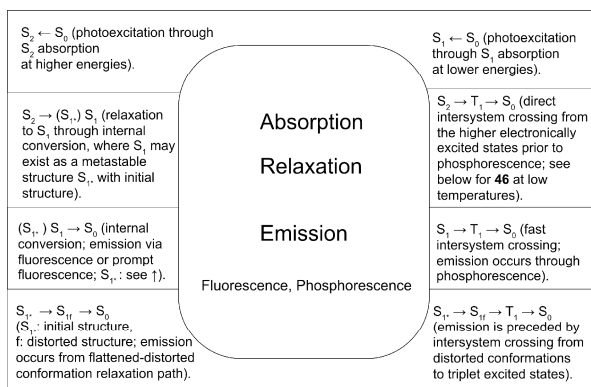 S₂ ← S₀ (photoexcitation through
S₂ absorption
at higher energies).
S₂ → (S₁*) S₁ (relaxation
to S₁ through internal
conversion, where S₁ may
exist as a metastable
structure S₁* with initial
structure).
(S₁* ) S₁ → S₀ (internal
conversion; emission via
fluorescence or prompt
fluorescence; S₁*: see ↑).
S₁* → S₁f → S₀
(S₁*: initial structure,
f: distorted structure; emission
occurs from flattened-distorted
conformation relaxation path).
Absorption
Relaxation
Emission
Fluorescence, Phosphorescence
S₁ ← S₀ (photoexcitation
through S₁ absorption
at lower energies).
S₂ → T₁ → S₀ (direct
intersystem crossing from
the higher electronically
excited states prior to
phosphorescence; see
below for 46 at low
temperatures).
S₁ → T₁ → S₀ (fast
intersystem crossing;
emission occurs through
phosphorescence).
S₁* → S₁f → T₁ → S₀
(emission is preceded by
intersystem crossing from
distorted conformations
to triplet excited states).